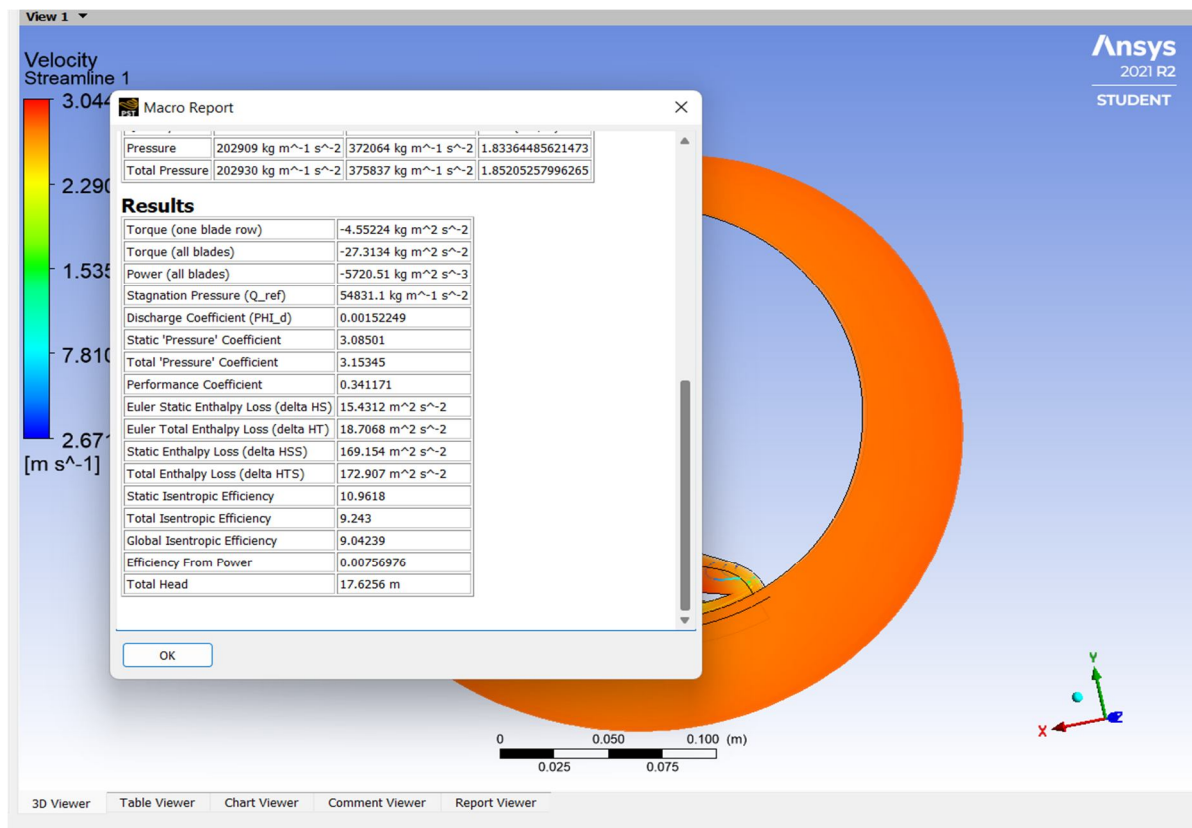 View 1
Velocity
Streamline 1
Ansys
2021 R2
STUDENT
3.044
2.290
1.535
7.810
2.671
[m s^-1]
Macro Report
Pressure 202909 kg m^-1 s^-2 372064 kg m^-1 s^-2 1.83364485621473
Total Pressure 202930 kg m^-1 s^-2 375837 kg m^-1 s^-2 1.85205257996265
Results
Torque (one blade row) -4.55224 kg m^2 s^-2
Torque (all blades) -27.3134 kg m^2 s^-2
Power (all blades) -5720.51 kg m^2 s^-3
Stagnation Pressure (Q_ref) 54831.1 kg m^-1 s^-2
Discharge Coefficient (PHI_d) 0.00152249
Static 'Pressure' Coefficient 3.08501
Total 'Pressure' Coefficient 3.15345
Performance Coefficient 0.341171
Euler Static Enthalpy Loss (delta HS) 15.4312 m^2 s^-2
Euler Total Enthalpy Loss (delta HT) 18.7068 m^2 s^-2
Static Enthalpy Loss (delta HSS) 169.154 m^2 s^-2
Total Enthalpy Loss (delta HTS) 172.907 m^2 s^-2
Static Isentropic Efficiency 10.9618
Total Isentropic Efficiency 9.243
Global Isentropic Efficiency 9.04239
Efficiency From Power 0.00756976
Total Head 17.6256 m
OK
0 0.050 0.100 (m)
0.025 0.075
Y
X
Z
3D Viewer Table Viewer Chart Viewer Comment Viewer Report Viewer